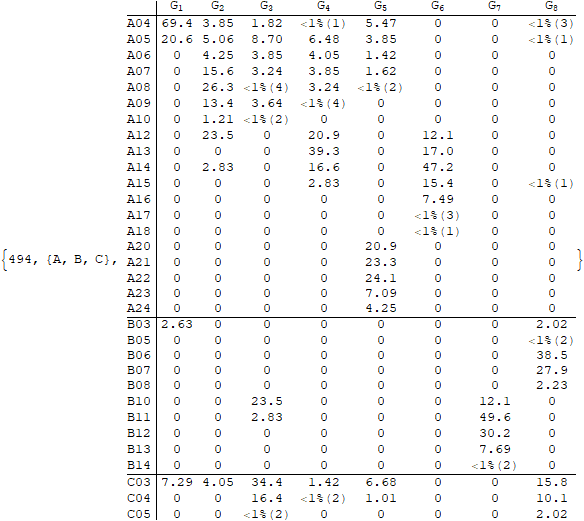 G1 G2 G3 G4 G5 G6 G7 G8
A04 69.4 3.85 1.82 <1%(1) 5.47 0 0 <1%(3)
A05 20.6 5.06 8.70 6.48 3.85 0 0 <1%(1)
A06 0 4.25 3.85 4.05 1.42 0 0 0
A07 0 15.6 3.24 3.85 1.62 0 0 0
A08 0 26.3 <1%(4) 3.24 <1%(2) 0 0 0
A09 0 13.4 3.64 <1%(4) 0 0 0 0
A10 0 1.21 <1%(2) 0 0 0 0 0
A12 0 23.5 0 20.9 0 12.1 0 0
A13 0 0 0 39.3 0 17.0 0 0
A14 0 2.83 0 16.6 0 47.2 0 0
A15 0 0 0 2.83 0 15.4 0 <1%(1)
A16 0 0 0 0 0 7.49 0 0
A17 0 0 0 0 0 <1%(3) 0 0
A18 0 0 0 0 0 <1%(1) 0 0
A20 0 0 0 0 20.9 0 0 0
{494, {A, B, C}, A21 0 0 0 0 23.3 0 0 0 }
A22 0 0 0 0 24.1 0 0 0
A23 0 0 0 0 7.09 0 0 0
A24 0 0 0 0 4.25 0 0 0
B03 2.63 0 0 0 0 0 0 2.02
B05 0 0 0 0 0 0 0 <1%(2)
B06 0 0 0 0 0 0 0 38.5
B07 0 0 0 0 0 0 0 27.9
B08 0 0 0 0 0 0 0 2.23
B10 0 0 23.5 0 0 0 12.1 0
B11 0 0 2.83 0 0 0 49.6 0
B12 0 0 0 0 0 0 30.2 0
B13 0 0 0 0 0 0 7.69 0
B14 0 0 0 0 0 0 <1%(2) 0
C03 7.29 4.05 34.4 1.42 6.68 0 0 15.8
C04 0 0 16.4 <1%(2) 1.01 0 0 10.1
C05 0 0 <1%(2) 0 0 0 0 2.02